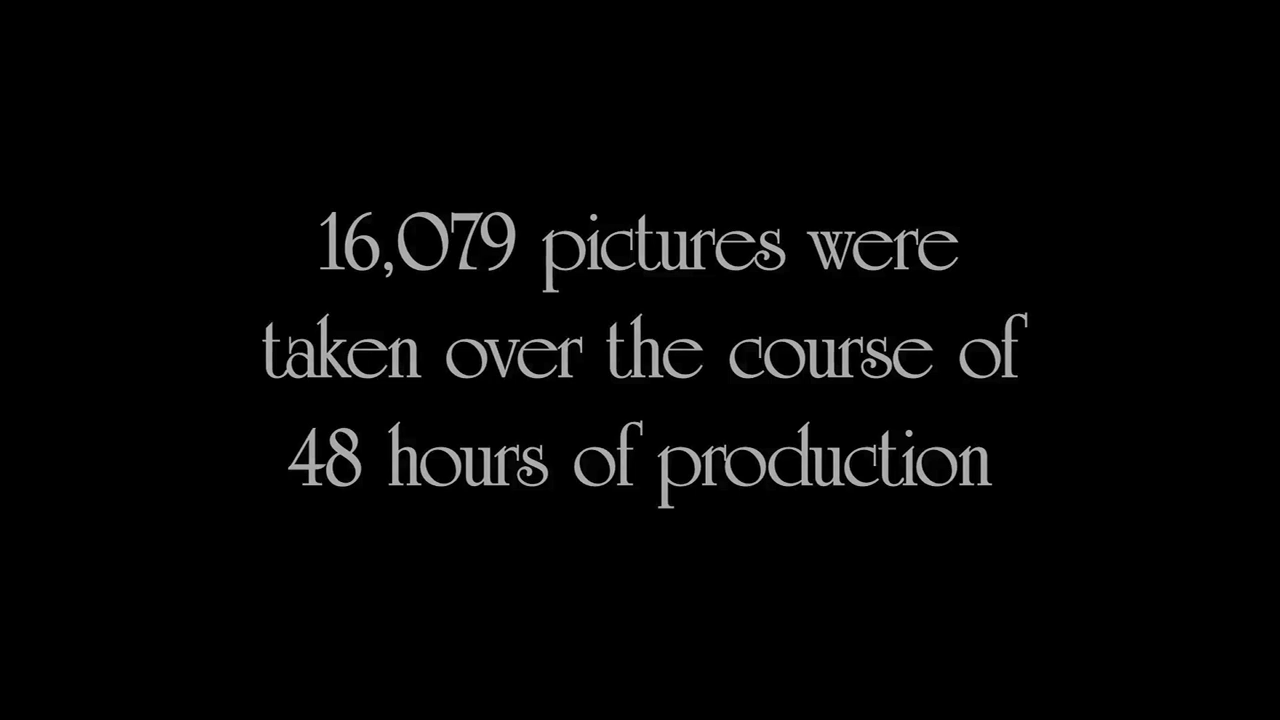 16,079 pictures were
taken over the course of
48 hours of production